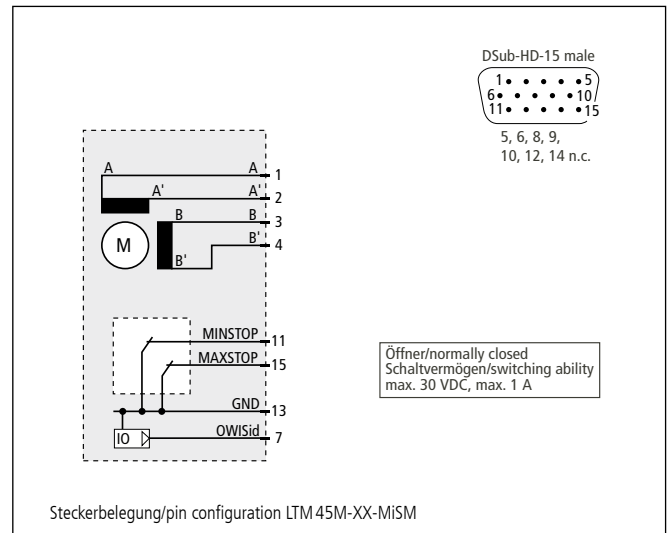 DSub-HD-15 male
1 5
6 10
11 15
5, 6, 8, 9,
10, 12, 14 n.c.
A A 1
A' A' 2
B B 3
M B' 4
B'
MINSTOP 11
MAXSTOP 15
GND 13
IO OWISid 7
Öffner/normally closed
Schaltvermögen/switching ability
max. 30 VDC, max. 1 A
Steckerbelegung/pin configuration LTM 45M-XX-MiSM